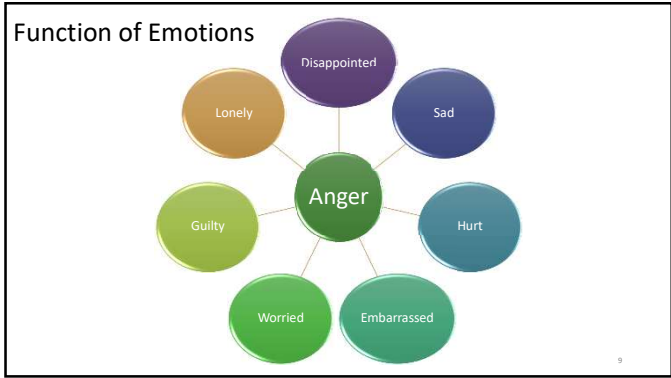 Function of Emotions
Disappointed
Lonely
Sad
Anger
Guilty
Hurt
Worried
Embarrassed
9